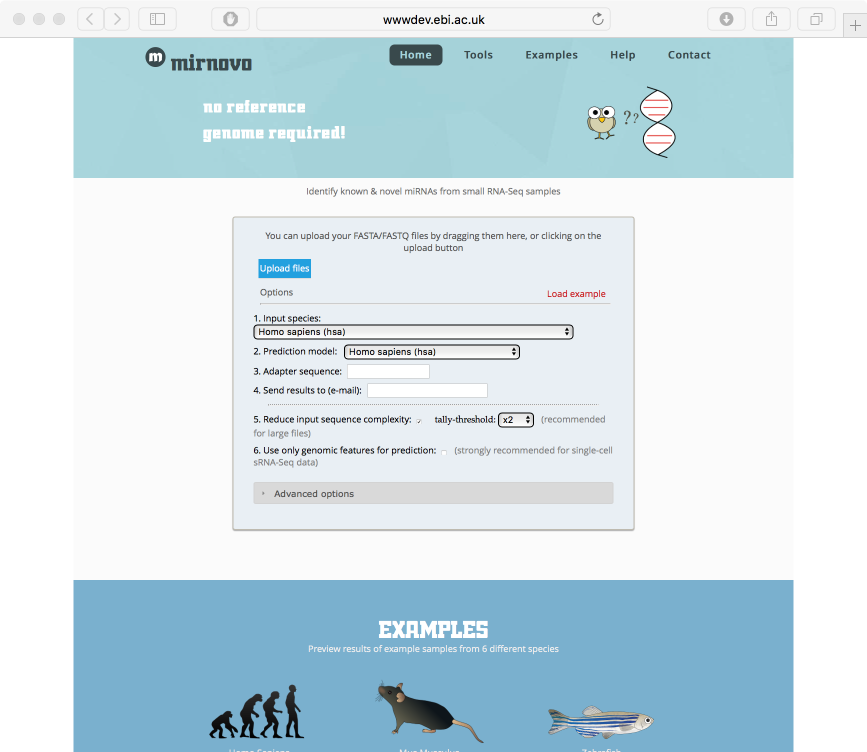 wwwdev.ebi.ac.uk
m mirnovo
Home Tools Examples Help Contact
no reference
genome required!
??
Identify known & novel miRNAs from small RNA-Seq samples
You can upload your FASTA/FASTQ files by dragging them here, or clicking on the
upload button
Upload files
Options
Load example
1. Input species:
Homo sapiens (hsa)
2. Prediction model: Homo sapiens (hsa)
3. Adapter sequence:
4. Send results to (e-mail):
5. Reduce input sequence complexity: tally-threshold: x2 (recommended
for large files)
6. Use only genomic features for prediction: (strongly recommended for single-cell
sRNA-Seq data)
Advanced options
EXAMPLES
Preview results of example samples from 6 different species
Homo Sapiens Mus Musculus Zebrafish